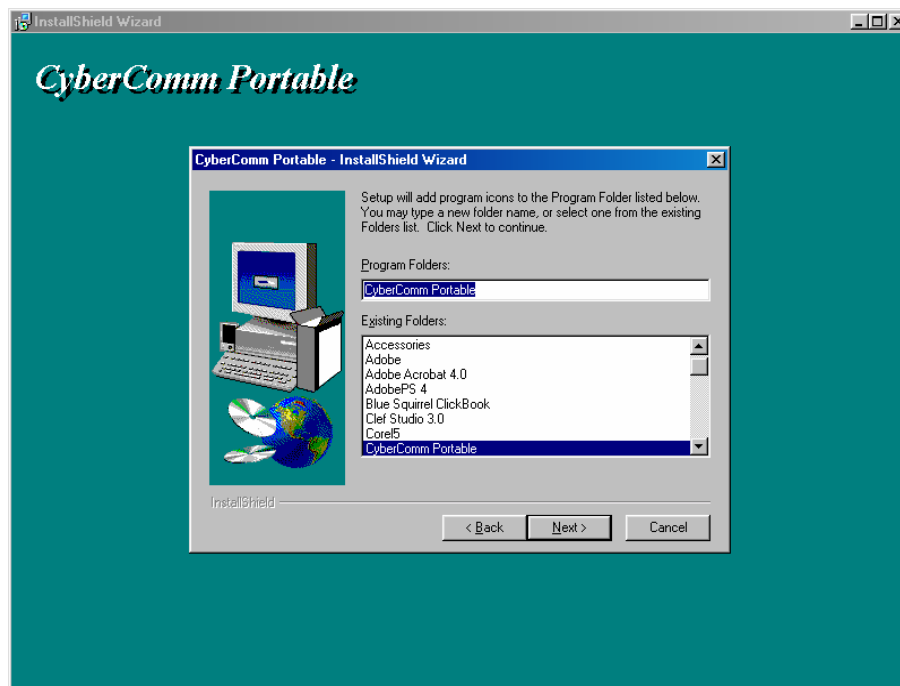 InstallShield Wizard
CyberComm Portable
CyberComm Portable - InstallShield Wizard
Setup will add program icons to the Program Folder listed below.
You may type a new folder name, or select one from the existing
Folders list.  Click Next to continue.
Program Folders:
CyberComm Portable
Existing Folders:
Accessories
Adobe
Adobe Acrobat 4.0
AdobePS 4
Blue Squirrel ClickBook
Clef Studio 3.0
Corel5
CyberComm Portable
InstallShield
< Back
Next >
Cancel